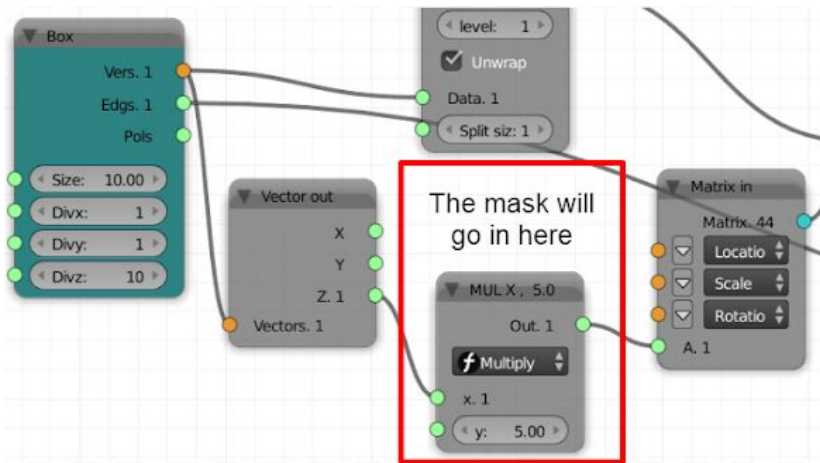 Box
Vers. 1
Edgs. 1
Pols
Size: 10.00
Divx: 1
Divy: 1
Divz: 10
Vector out
X
Y
Z. 1
Vectors. 1
level: 1
Unwrap
Data. 1
Split siz: 1
The mask will
go in here
MUL X , 5.0
Out. 1
Multiply
x. 1
y: 5.00
Matrix in
Matrix. 44
Locatio
Scale
Rotatio
A. 1